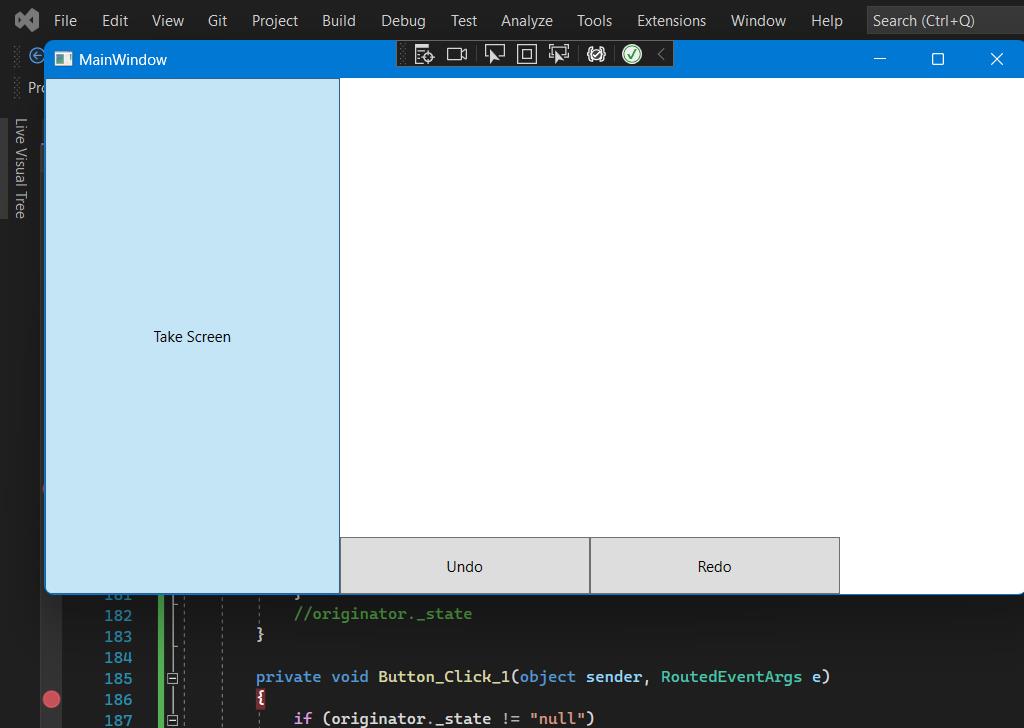 File Edit View Git Project Build Debug Test Analyze Tools Extensions Window Help Search (Ctrl+Q)
MainWindow
Pro
Live Visual Tree
Take Screen
Undo Redo
181 }
182 //originator._state
183 }
184
185 private void Button_Click_1(object sender, RoutedEventArgs e)
186 {
187 if (originator._state != "null")